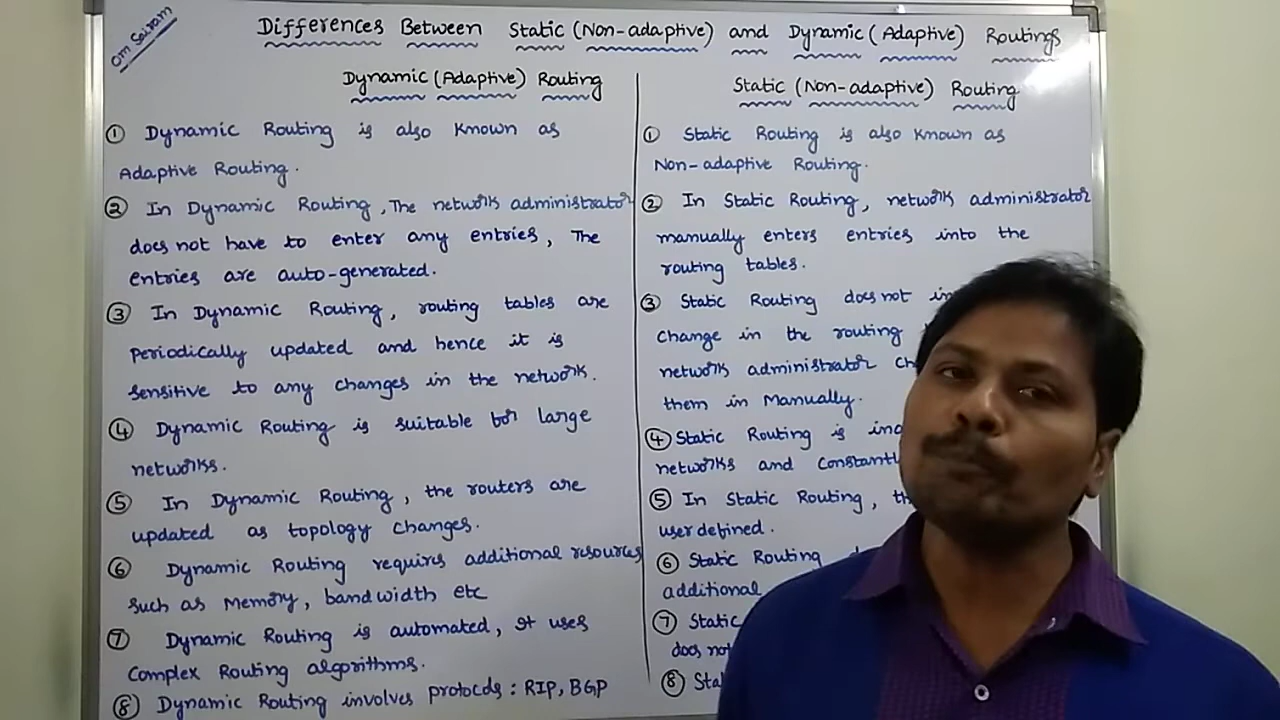 Om Sairam
Differences Between Static (Non-adaptive) and Dynamic (Adaptive) Routings
Dynamic (Adaptive) Routing
① Dynamic Routing is also known as
Adaptive Routing.
② In Dynamic Routing, The network administrator
does not have to enter any entries, The
entries are auto-generated.
③ In Dynamic Routing, routing tables are
periodically updated and hence it is
sensitive to any changes in the network.
④ Dynamic Routing is suitable for large
networks.
⑤ In Dynamic Routing, the routers are
updated as topology changes.
⑥ Dynamic Routing requires additional resources
such as Memory, bandwidth etc
⑦ Dynamic Routing is automated, It uses
Complex Routing algorithms.
⑧ Dynamic Routing involves protocols : RIP, BGP
Static (Non-adaptive) Routing
① Static Routing is also known as
Non-adaptive Routing.
② In Static Routing, network administrator
manually enters entries into the
routing tables.
③ Static Routing does not
change in the routing
network administrator
them in Manually.
④ Static Routing is
networks and
⑤ In Static Routing,
user defined.
⑥ Static Routing
additional
⑦ Static
does not
⑧